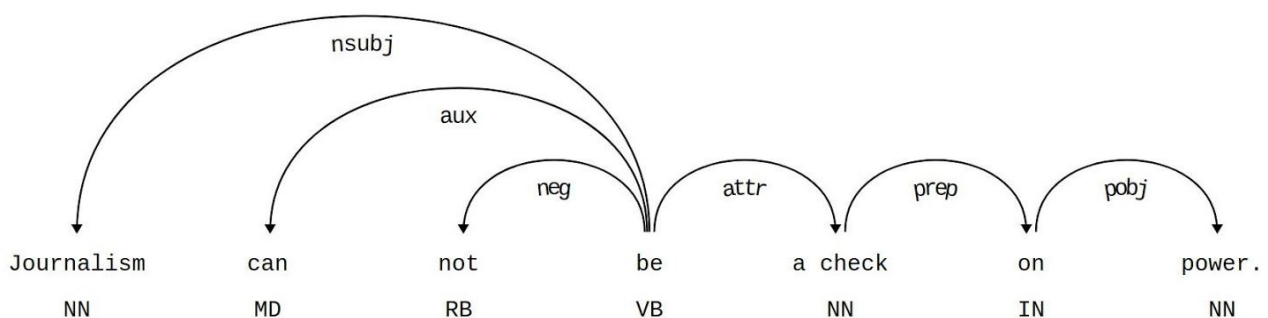 nsubj
aux
neg attr prep pobj
Journalism can not be a check on power.
NN MD RB VB NN IN NN